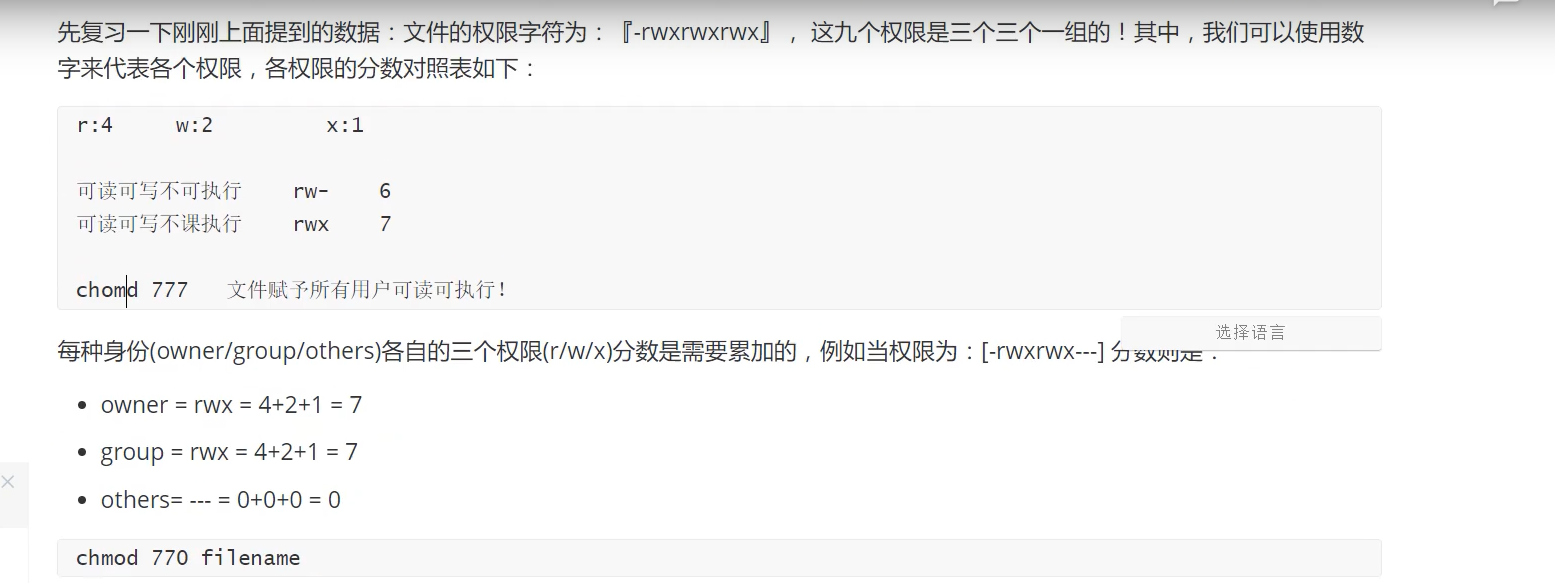 先复习一下刚刚上面提到的数据：文件的权限字符为：『-rwxrwxrwx』，这九个权限是三个三个一组的！其中，我们可以使用数
字来代表各个权限，各权限的分数对照表如下：
r:4 w:2 x:1
可读可写不可执行 rw- 6
可读可写不课执行 rwx 7
chomd 777 文件赋予所有用户可读可执行！
选择语言
每种身份(owner/group/others)各自的三个权限(r/w/x)分数是需要累加的，例如当权限为：[-rwxrwx---] 分数则是：
• owner = rwx = 4+2+1 = 7
• group = rwx = 4+2+1 = 7
• others= --- = 0+0+0 = 0
chmod 770 filename